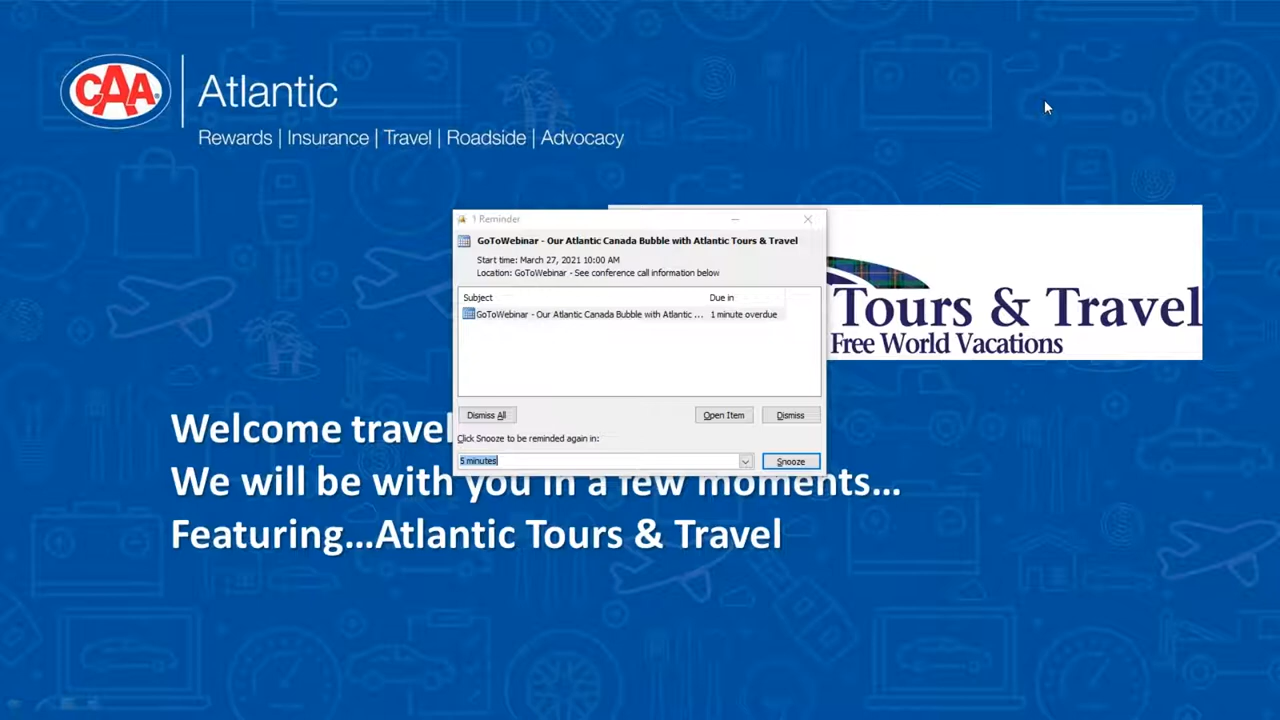 CAA
Atlantic
Rewards | Insurance | Travel | Roadside | Advocacy
1 Reminder
GoToWebinar - Our Atlantic Canada Bubble with Atlantic Tours & Travel
Start time: March 27, 2021 10:00 AM
Location: GoToWebinar - See conference call information below
Subject Due in
GoToWebinar - Our Atlantic Canada Bubble with Atlantic ... 1 minute overdue
Tours & Travel
Free World Vacations
Dismiss All Open Item Dismiss
Click Snooze to be reminded again in:
5 minutes Snooze
Welcome travel
We will be with you in a few moments...
Featuring...Atlantic Tours & Travel